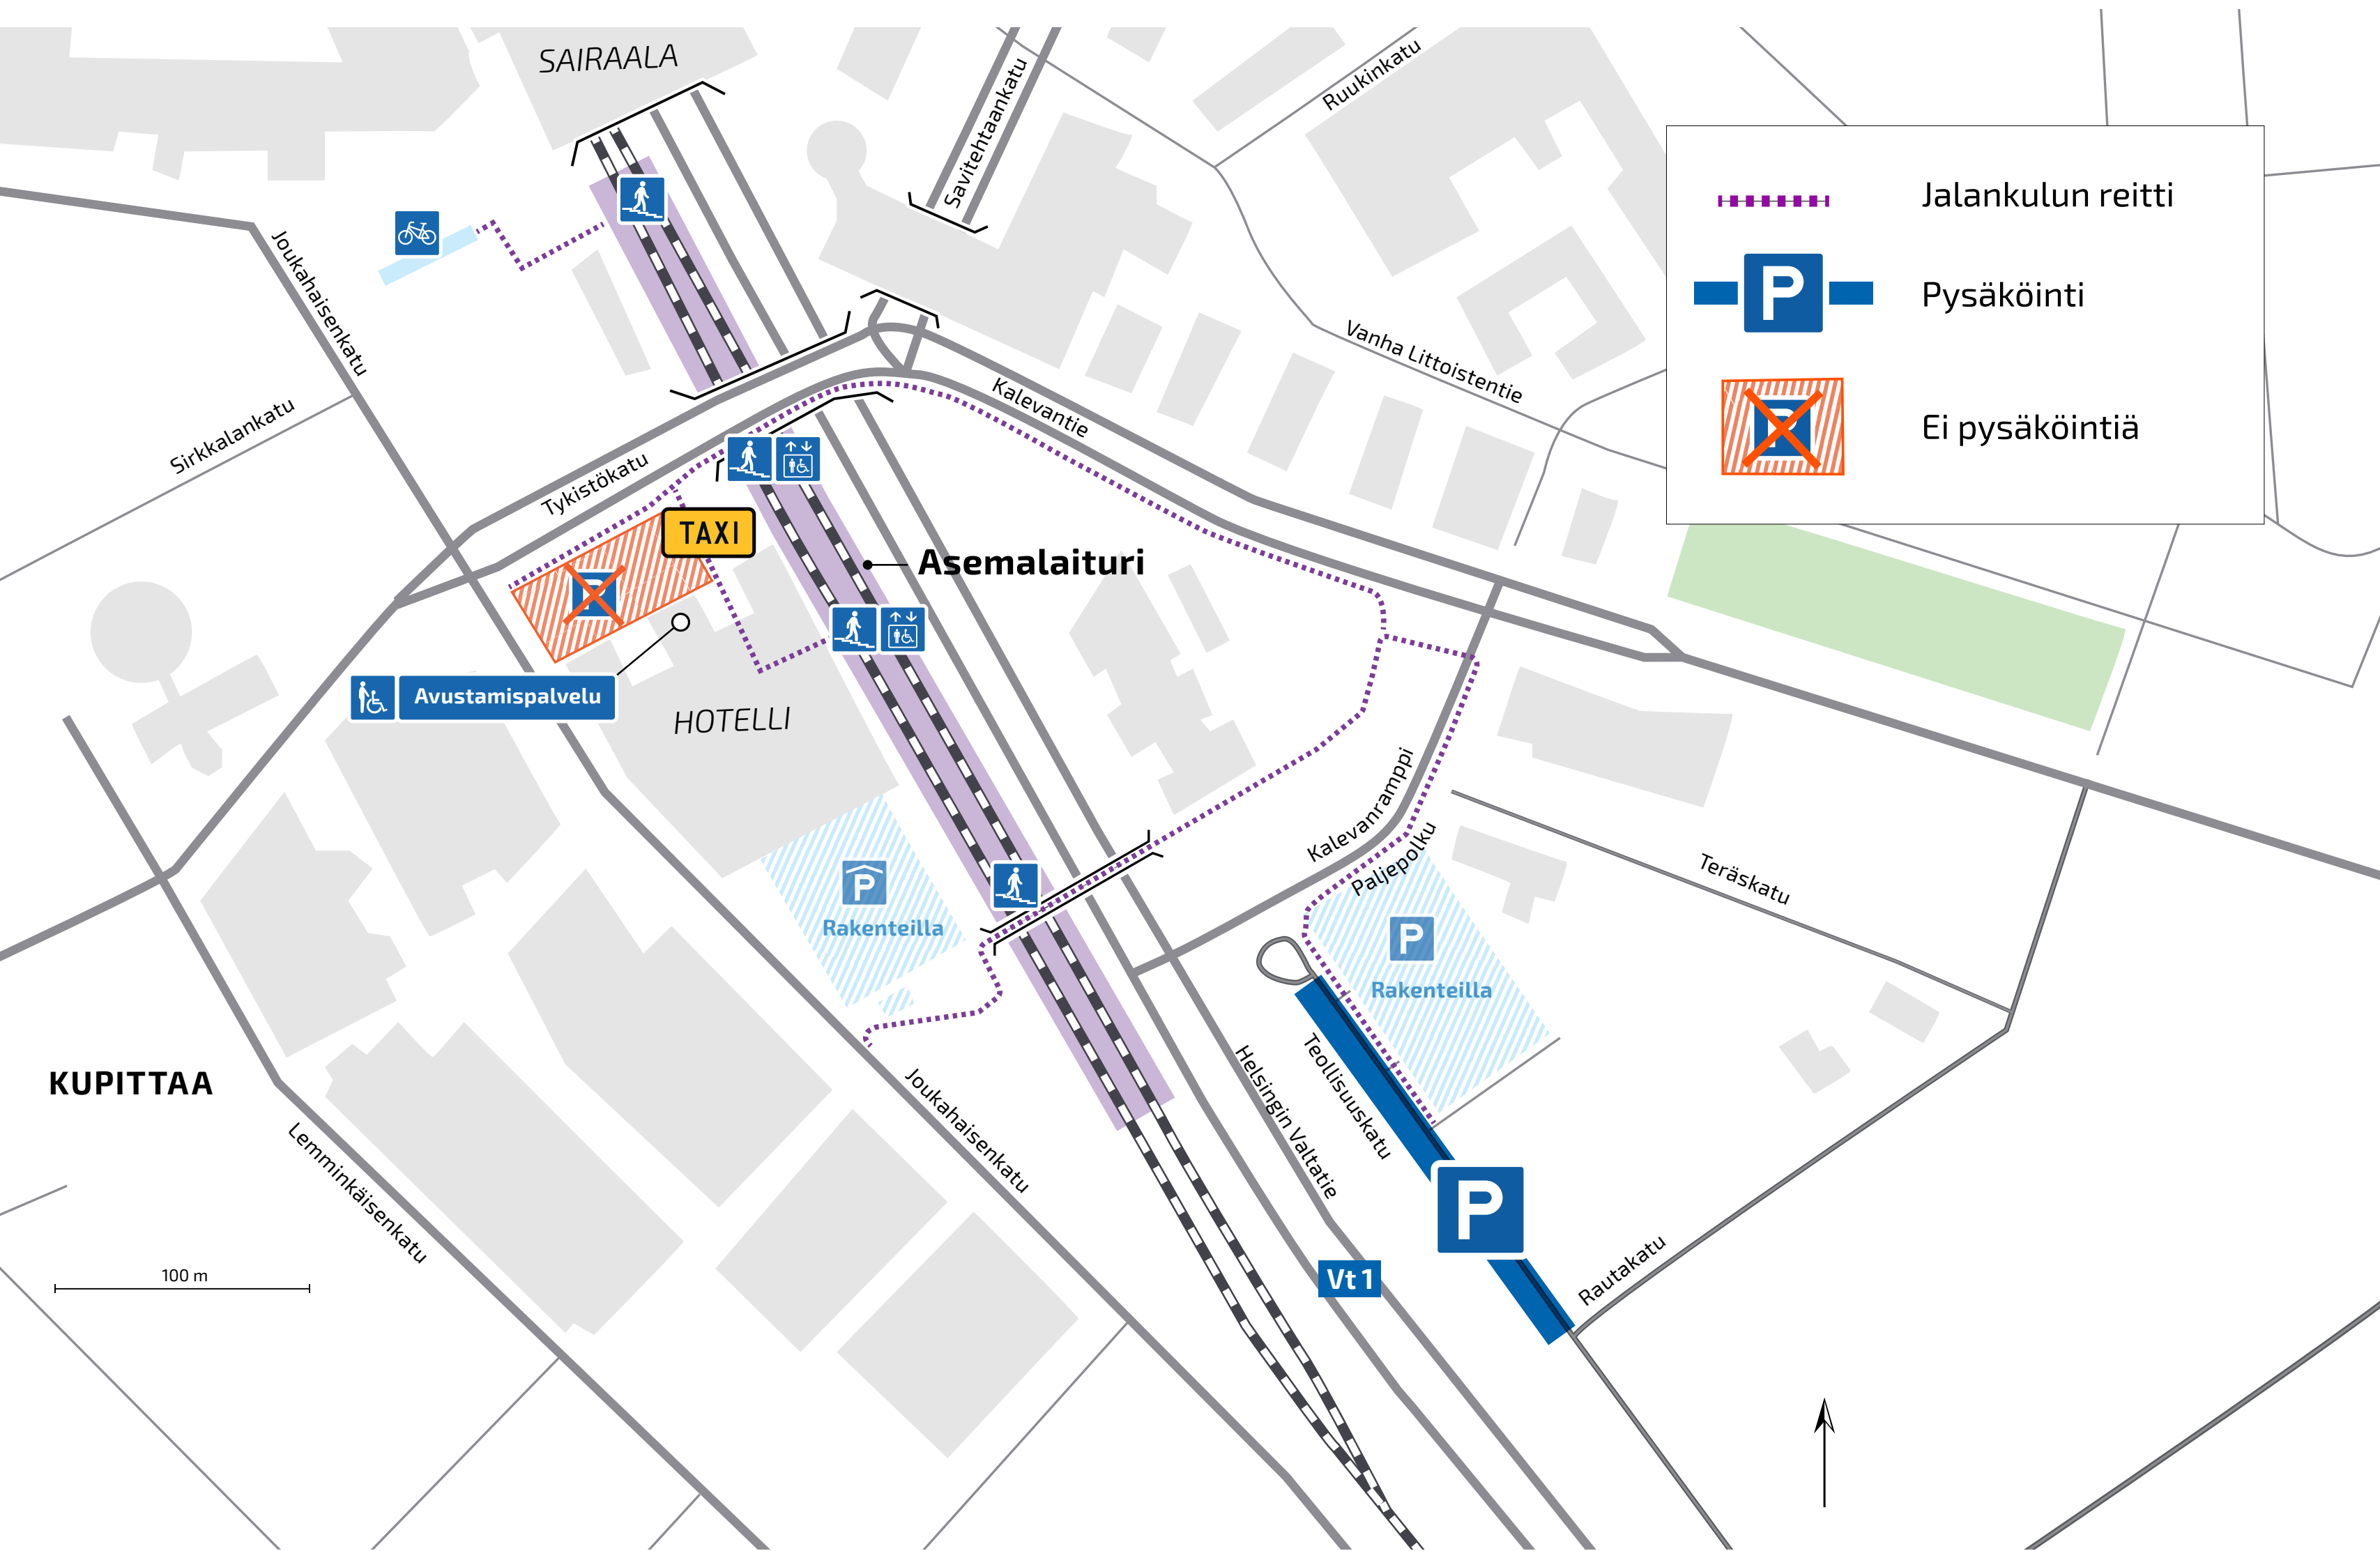 SAIRAALA
Savitehtaankatu
Ruukinkatu
Jalankulun reitti
P
Pysäköinti
P
Ei pysäköintiä
Joukahaisenkatu
Vanha Littoistentie
Kalevantie
Sirkkalankatu
Tykistökatu
TAXI
Asemalaituri
P
Avustamispalvelu
HOTELLI
Kalevanramppi
Paljepolku
Teräskatu
P
Rakenteilla
P
Rakenteilla
KUPITTAA
Joukahaisenkatu
Helsingin Valtatie
Teollisuuskatu
Lemminkäisenkatu
P
100 m
Vt 1
Rautakatu